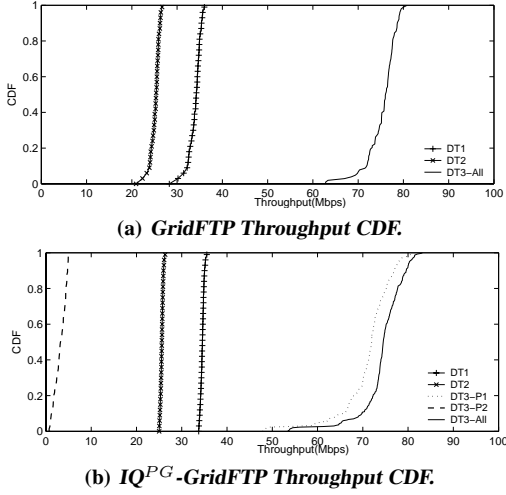 1
0.8
0.6
0.4
0.2
0
CDF
DT1
DT2
DT3-All
0 10 20 30 40 50 60 70 80 90 100
Throughput(Mbps)
(a) GridFTP Throughput CDF.
1
0.8
0.6
0.4
0.2
0
CDF
DT1
DT2
DT3-P1
DT3-P2
DT3-All
0 10 20 30 40 50 60 70 80 90 100
Throughput(Mbps)
(b) IQ^PG-GridFTP Throughput CDF.